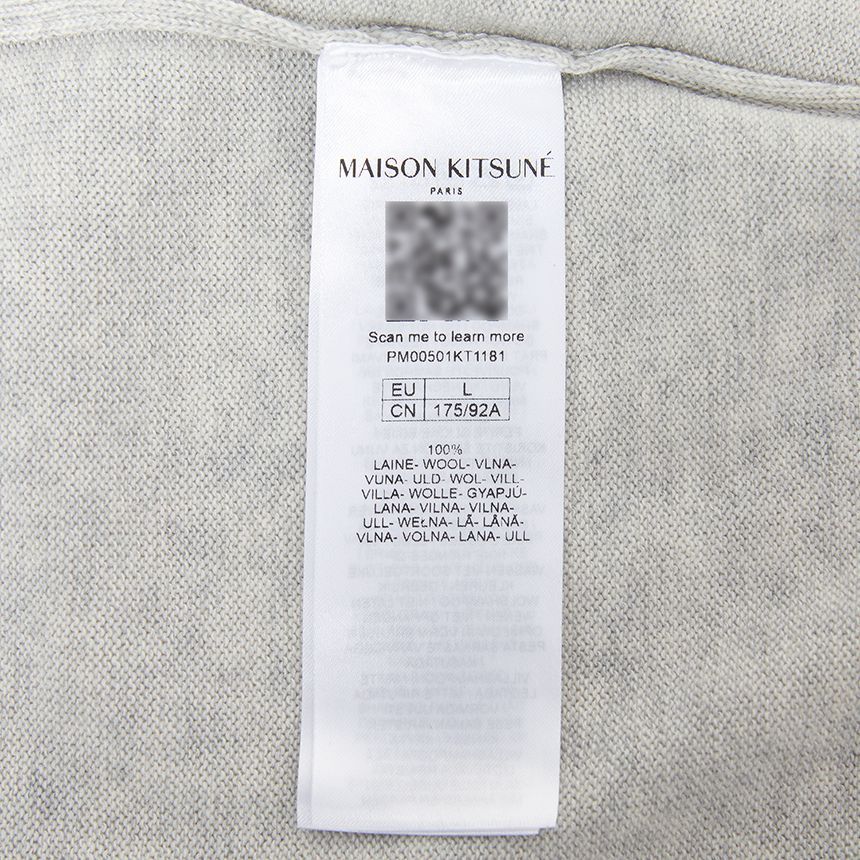 MAISON KITSUNÉ
PARIS
Scan me to learn more
PM00501KT1181
EU L
CN 175/92A
100%
LAINE- WOOL- VLNA-
VUNA- ULD- WOL- VILL-
VILLA- WOLLE- GYAPJÚ-
LANA- VILNA- VILNA-
ULL- WEŁNA- LÃ- LÂNĂ-
VLNA- VOLNA- LANA- ULL